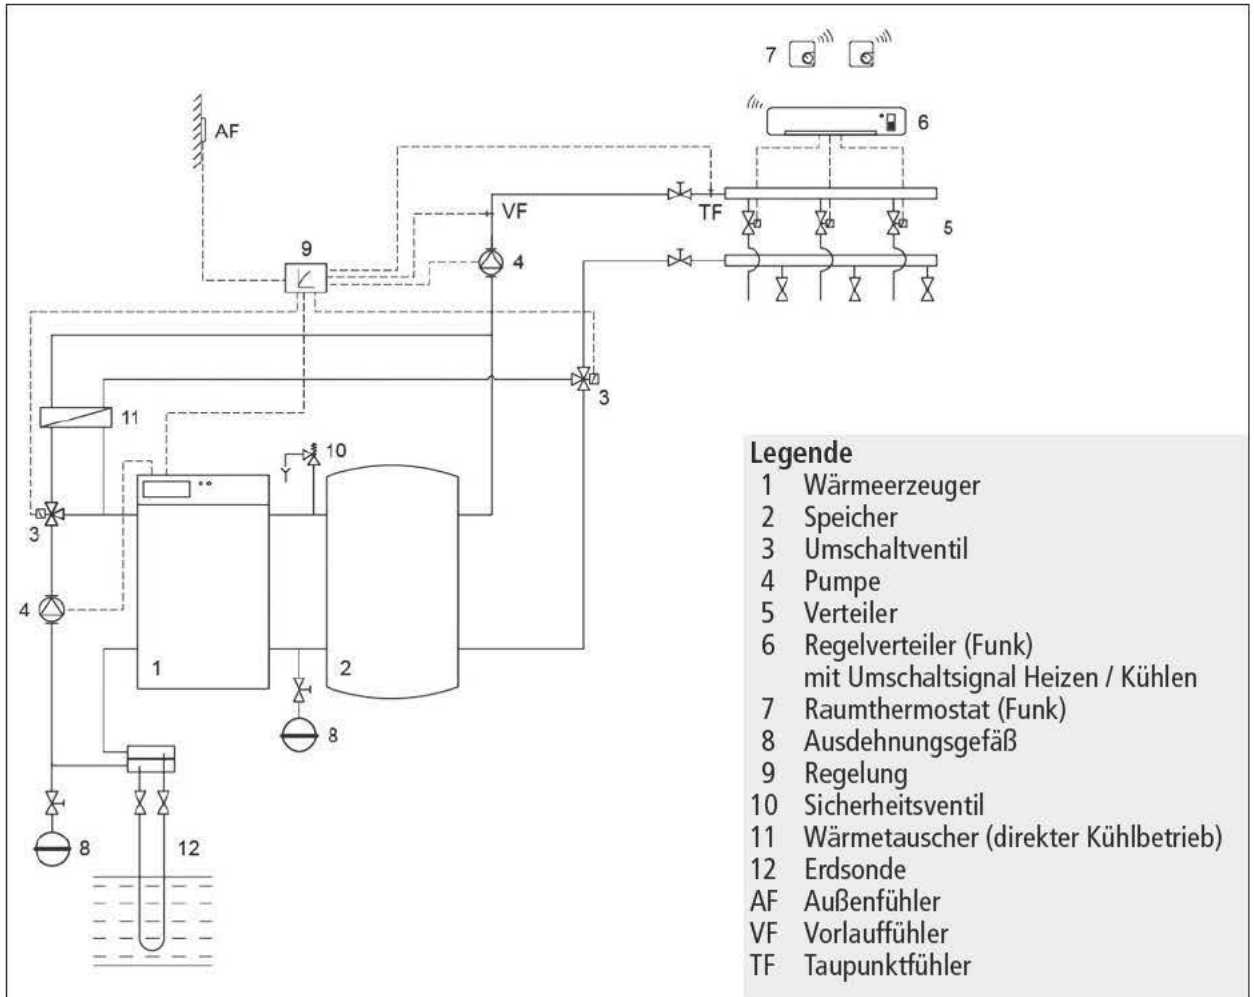 7
6
AF
VF
TF
5
9
4
3
11
10
3
4
1
2
8
8
12
Legende
1 Wärmeerzeuger
2 Speicher
3 Umschaltventil
4 Pumpe
5 Verteiler
6 Regelverteiler (Funk)
mit Umschaltsignal Heizen / Kühlen
7 Raumthermostat (Funk)
8 Ausdehnungsgefäß
9 Regelung
10 Sicherheitsventil
11 Wärmetauscher (direkter Kühlbetrieb)
12 Erdsonde
AF Außenfühler
VF Vorlauffühler
TF Taupunktfühler